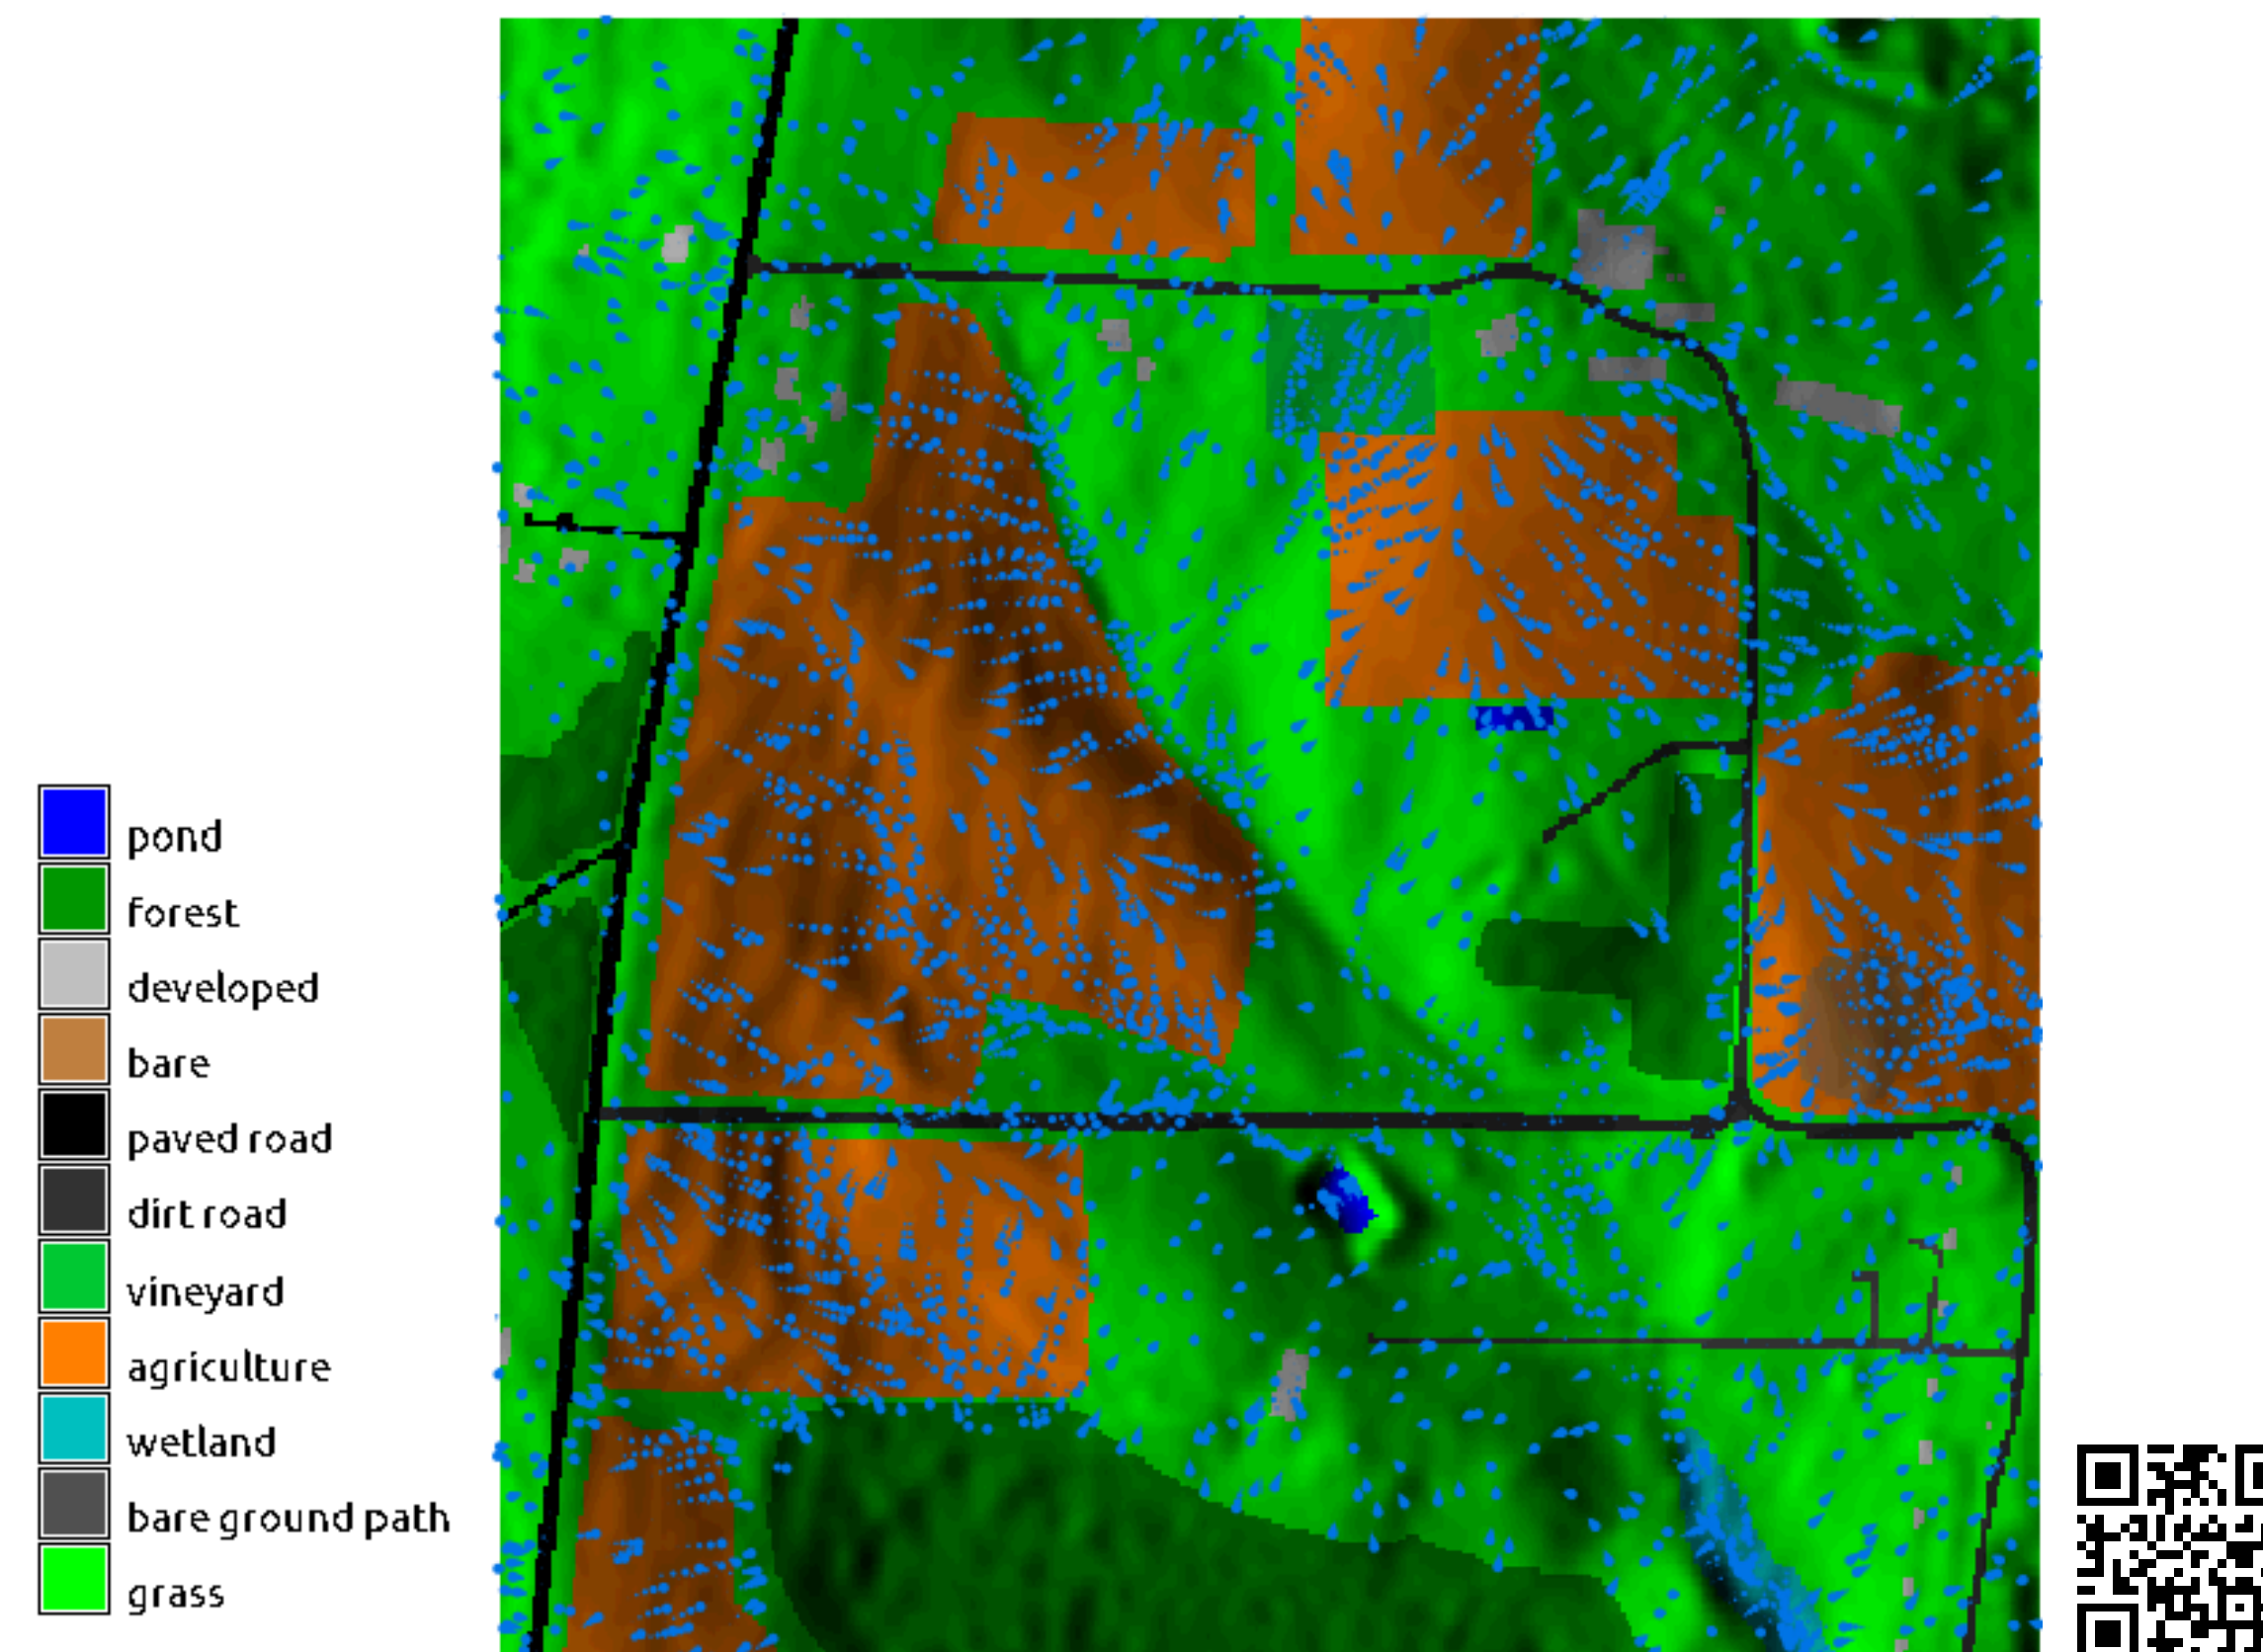 pond
forest
developed
bare
paved road
dirt road
vineyard
agriculture
wetland
bare ground path
grass